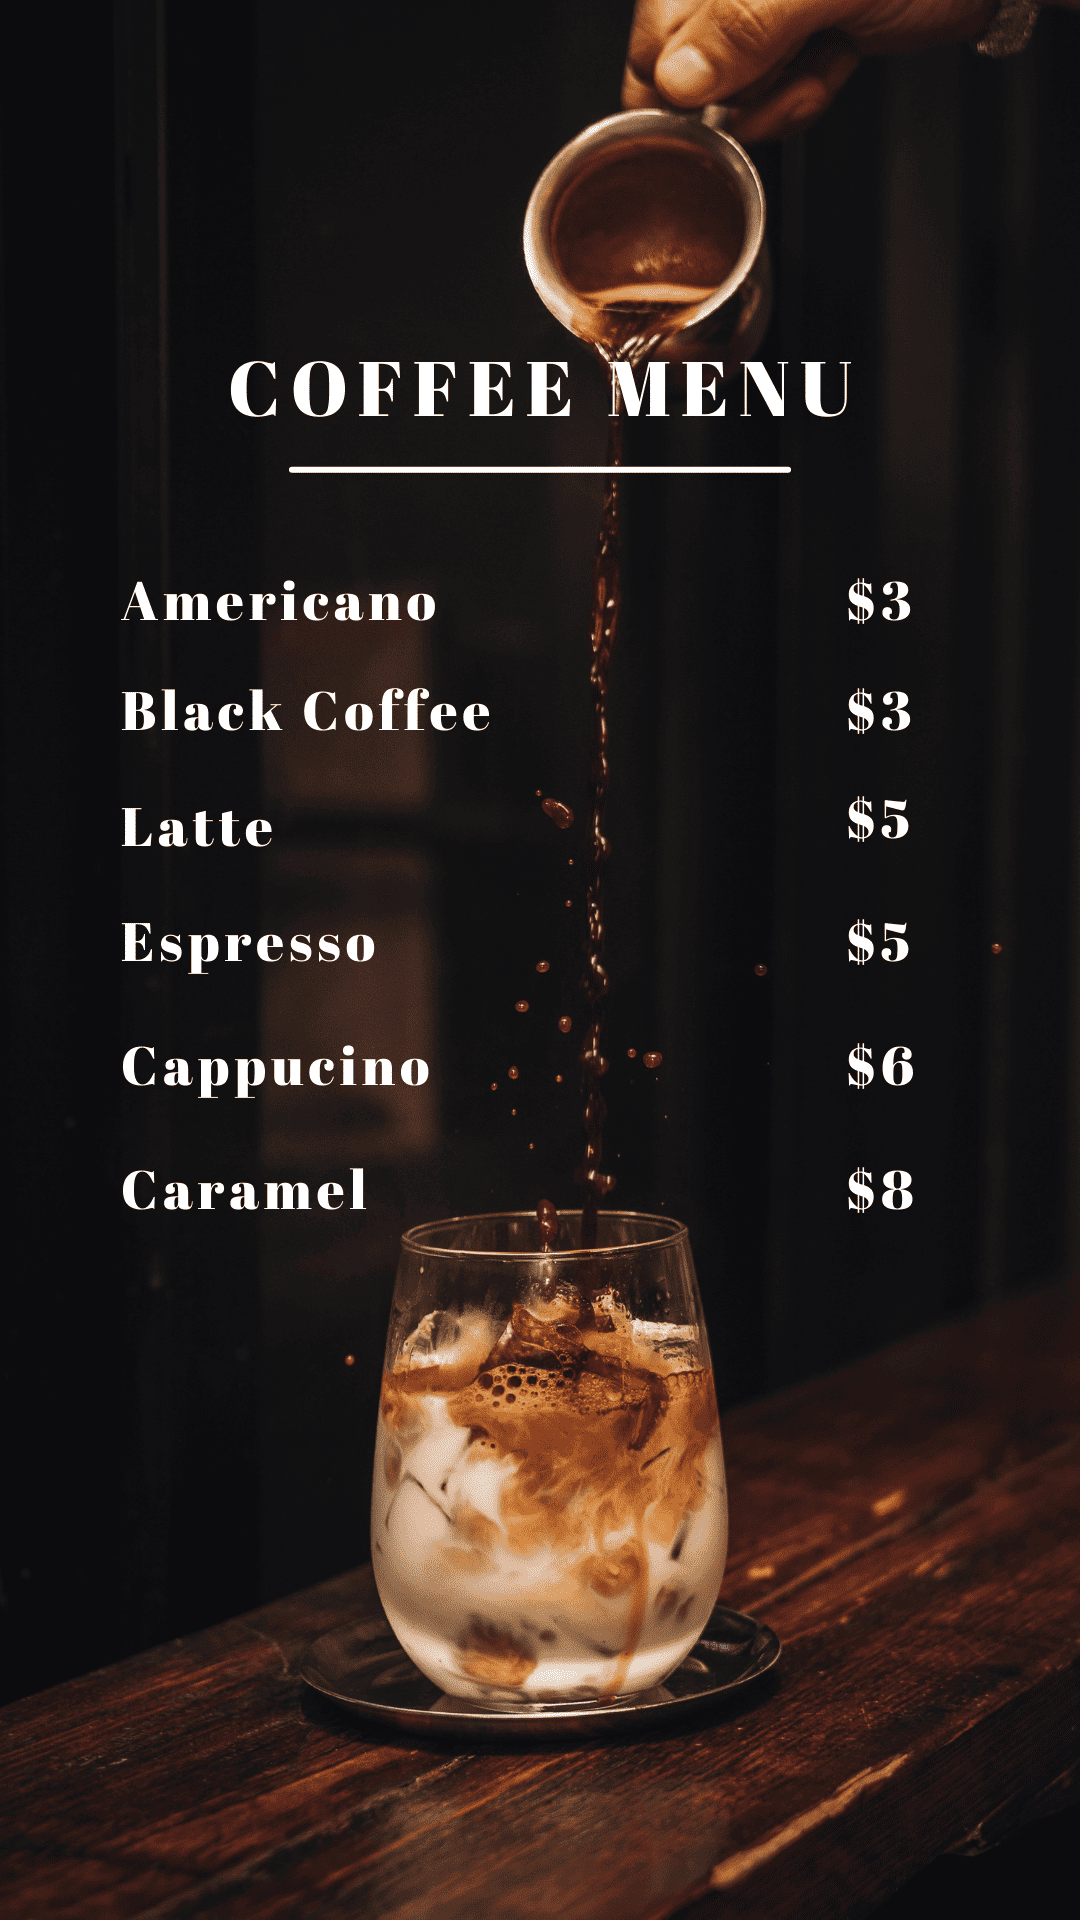 COFFEE MENU
Americano $3
Black Coffee $3
Latte $5
Espresso $5
Cappucino $6
Caramel $8